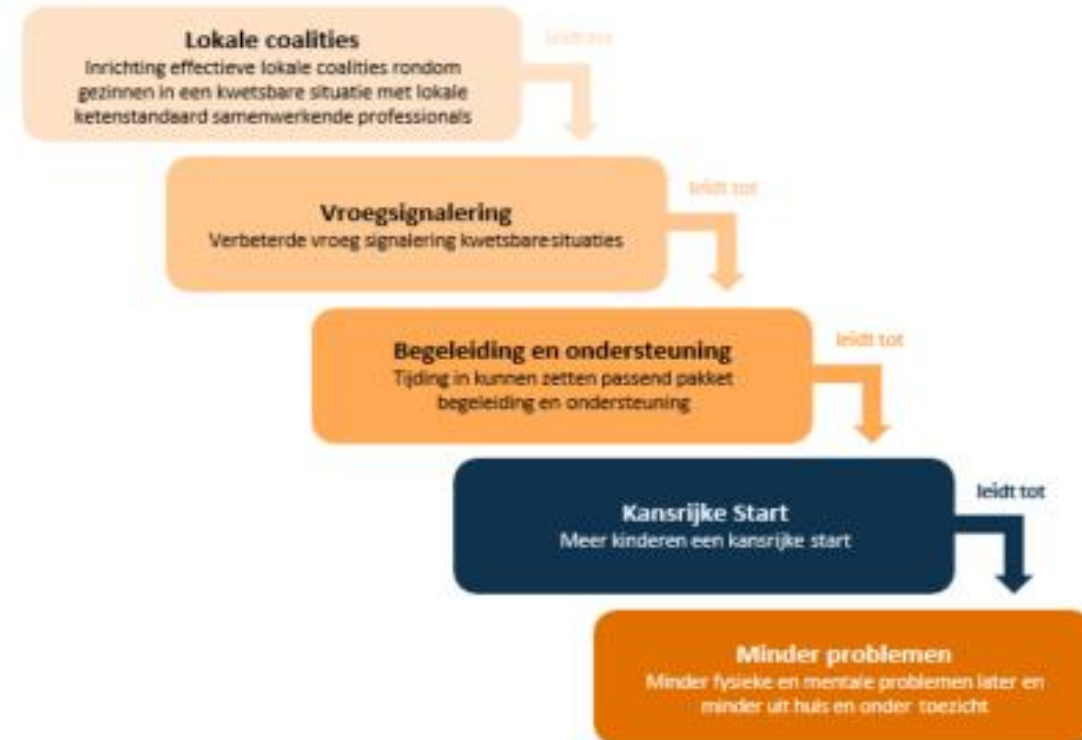 Lokale coalities
Inrichting effectieve lokale coalities rondom
gezinnen in een kwetsbare situatie met lokale
ketenstandaard samenwerkende professionals
leidt tot
Vroegsignalering
Verbeterde vroeg signalering kwetsbare situaties
leidt tot
Begeleiding en ondersteuning
Tijding in kunnen zetten passend pakket
begeleiding en ondersteuning
leidt tot
Kansrijke Start
Meer kinderen een kansrijke start
leidt tot
Minder problemen
Minder fysieke en mentale problemen later en
minder uit huis en onder toezicht